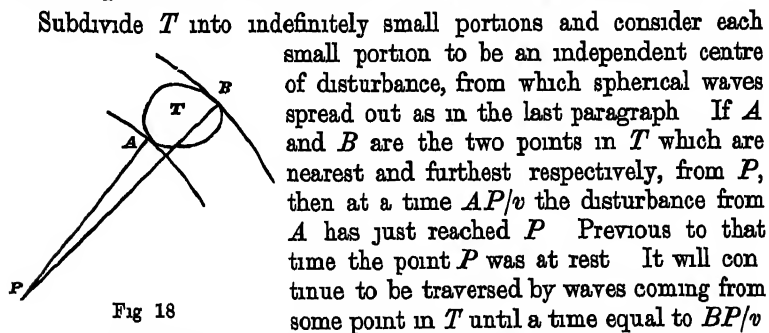 Subdivide T into indefinitely small portions and consider each
small portion to be an independent centre
of disturbance, from which spherical waves
spread out as in the last paragraph If A
and B are the two points in T which are
nearest and furthest respectively, from P,
then at a time AP/v the disturbance from
A has just reached P Previous to that
time the point P was at rest It will con
tinue to be traversed by waves coming from
some point in T until a time equal to BP/v
B
T
A
P
Fig 18